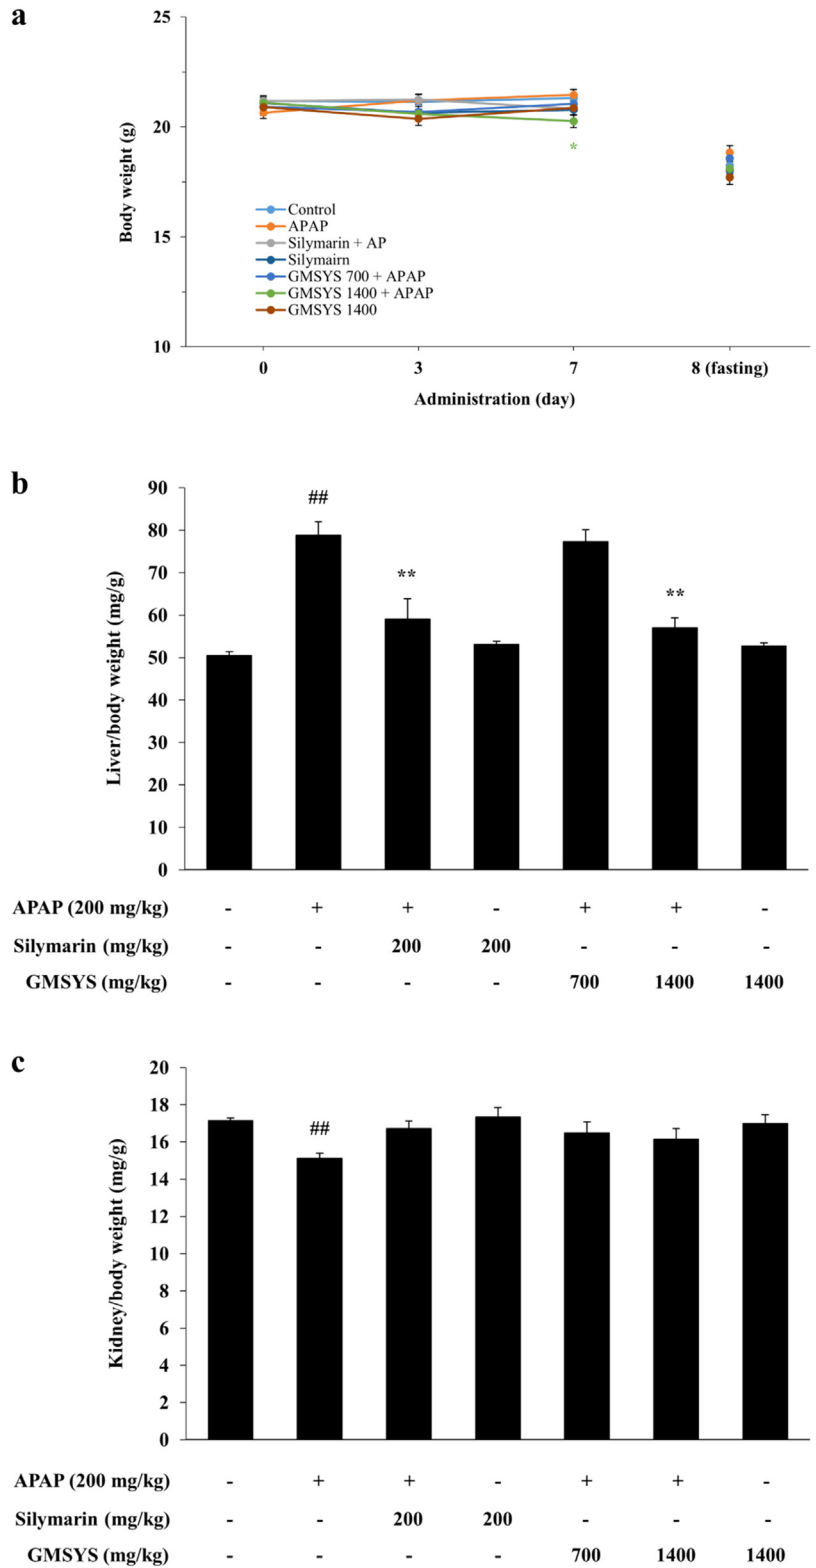 a
25
20
15
10
Body weight (g)
*
Control
APAP
Silymarin + AP
Silymairn
GMSYS 700 + APAP
GMSYS 1400 + APAP
GMSYS 1400
0 3 7 8 (fasting)
Administration (day)
b
90
80
70
60
50
40
30
20
10
0
Liver/body weight (mg/g)
##
**
**
APAP (200 mg/kg) - + + - + + -
Silymarin (mg/kg) - - 200 200 - - -
GMSYS (mg/kg) - - - - 700 1400 1400
c
20
18
16
14
12
10
8
6
4
2
0
Kidney/body weight (mg/g)
##
APAP (200 mg/kg) - + + - + + -
Silymarin (mg/kg) - - 200 200 - - -
GMSYS (mg/kg) - - - - 700 1400 1400